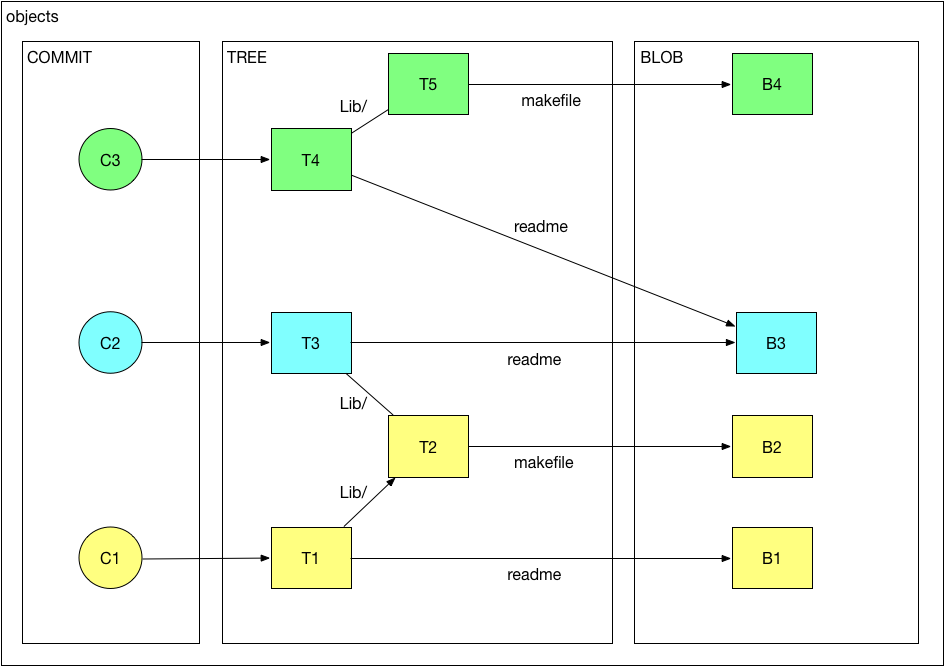 objects
COMMIT
TREE
BLOB
T5
makefile
B4
Lib/
C3
T4
readme
C2
T3
readme
B3
Lib/
T2
makefile
B2
Lib/
C1
T1
readme
B1